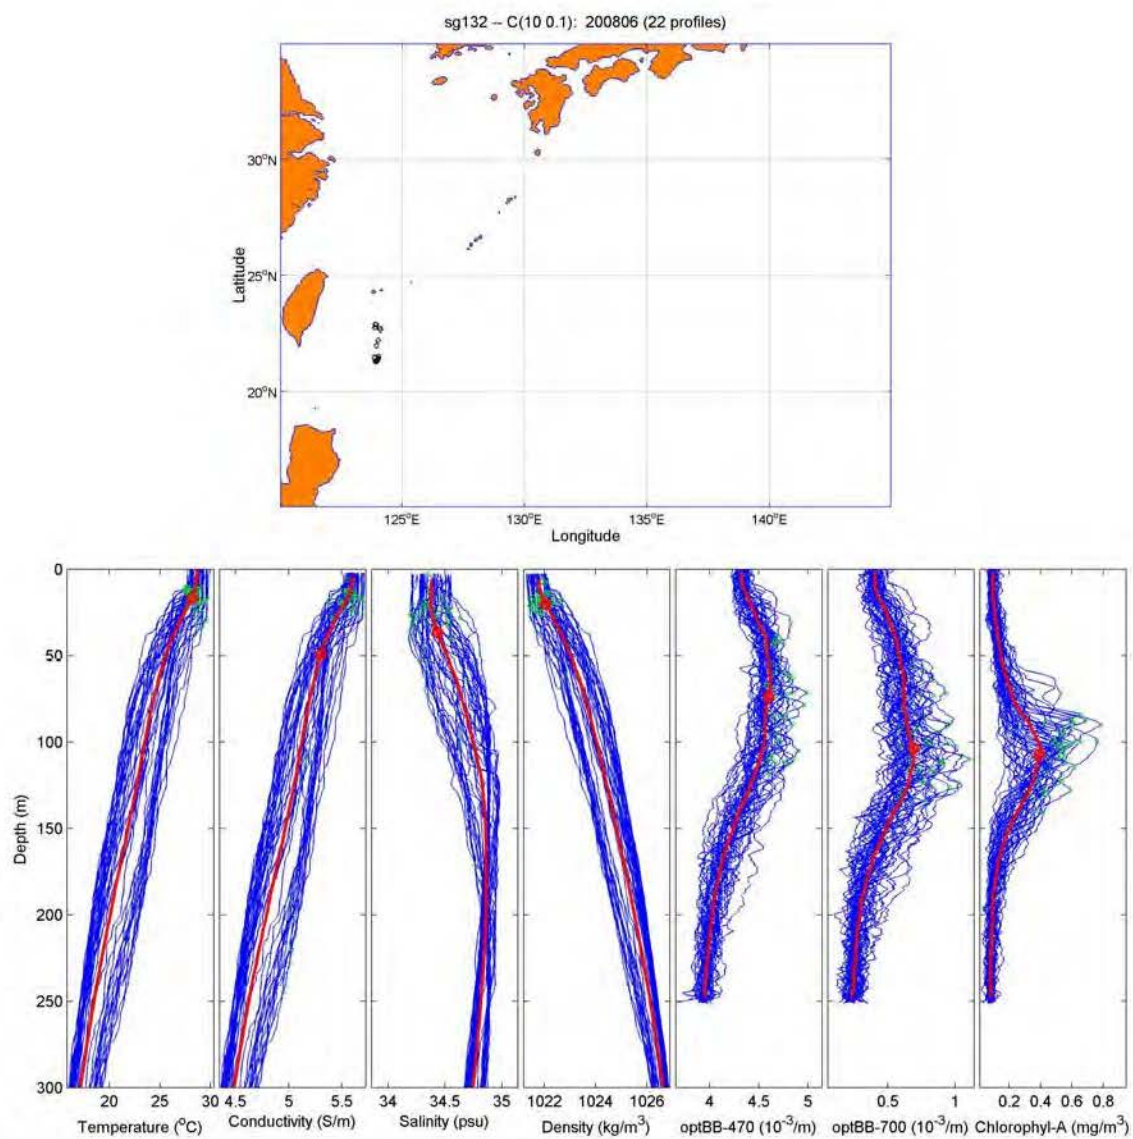 sg132 – C(10 0.1): 200806 (22 profiles)
30°N
25°N
20°N
Latitude
125°E 130°E 135°E 140°E
Longitude
0
50
100
150
200
250
300
Depth (m)
20 25 30 4.5 5 5.5 34 34.5 35 1022 1024 1026 4 4.5 5 0.5 1 0.2 0.4 0.6 0.8
Temperature (°C) Conductivity (S/m) Salinity (psu) Density (kg/m³) optBB-470 (10⁻³/m) optBB-700 (10⁻³/m) Chlorophyl-A (mg/m³)